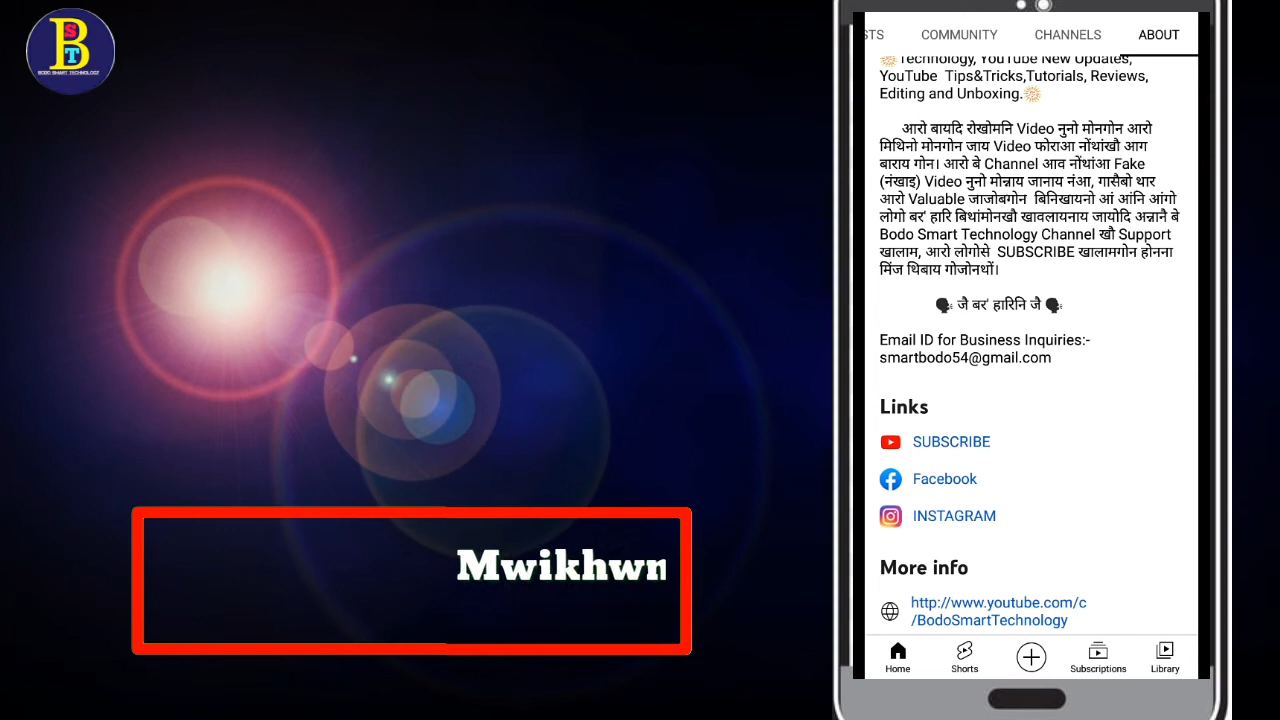 B
S
T
BODO SMART TECHNOLOGY
STS COMMUNITY CHANNELS ABOUT
Technology, YouTube New Updates,
YouTube Tips&Tricks,Tutorials, Reviews,
Editing and Unboxing.
आरो बायदि रोखोमनि Video नुनो मोनगोन आरो
मिथिनो मोनगोन जाय Video फोराआ नोंथांखौ आग
बाराय गोन। आरो बे Channel आव नोंथांआ Fake
(नंखाइ) Video नुनो मोन्नाय जानाय नंआ, गासैबो थार
आरो Valuable जाजोबगोन बिनिखायनो आं आंनि आंगो
लोगो बर' हारि बिथांमोनखौ खावलायनाय जायोदि अन्नानै बे
Bodo Smart Technology Channel खौ Support
खालाम, आरो लोगोसे SUBSCRIBE खालामगोन होनना
मिंज थिबाय गोजोनथों।
🗣 जै बर' हारिनि जै 🗣
Email ID for Business Inquiries:-
smartbodo54@gmail.com
Links
SUBSCRIBE
Facebook
INSTAGRAM
More info
http://www.youtube.com/c
/BodoSmartTechnology
Home Shorts Subscriptions Library
Mwikhwn